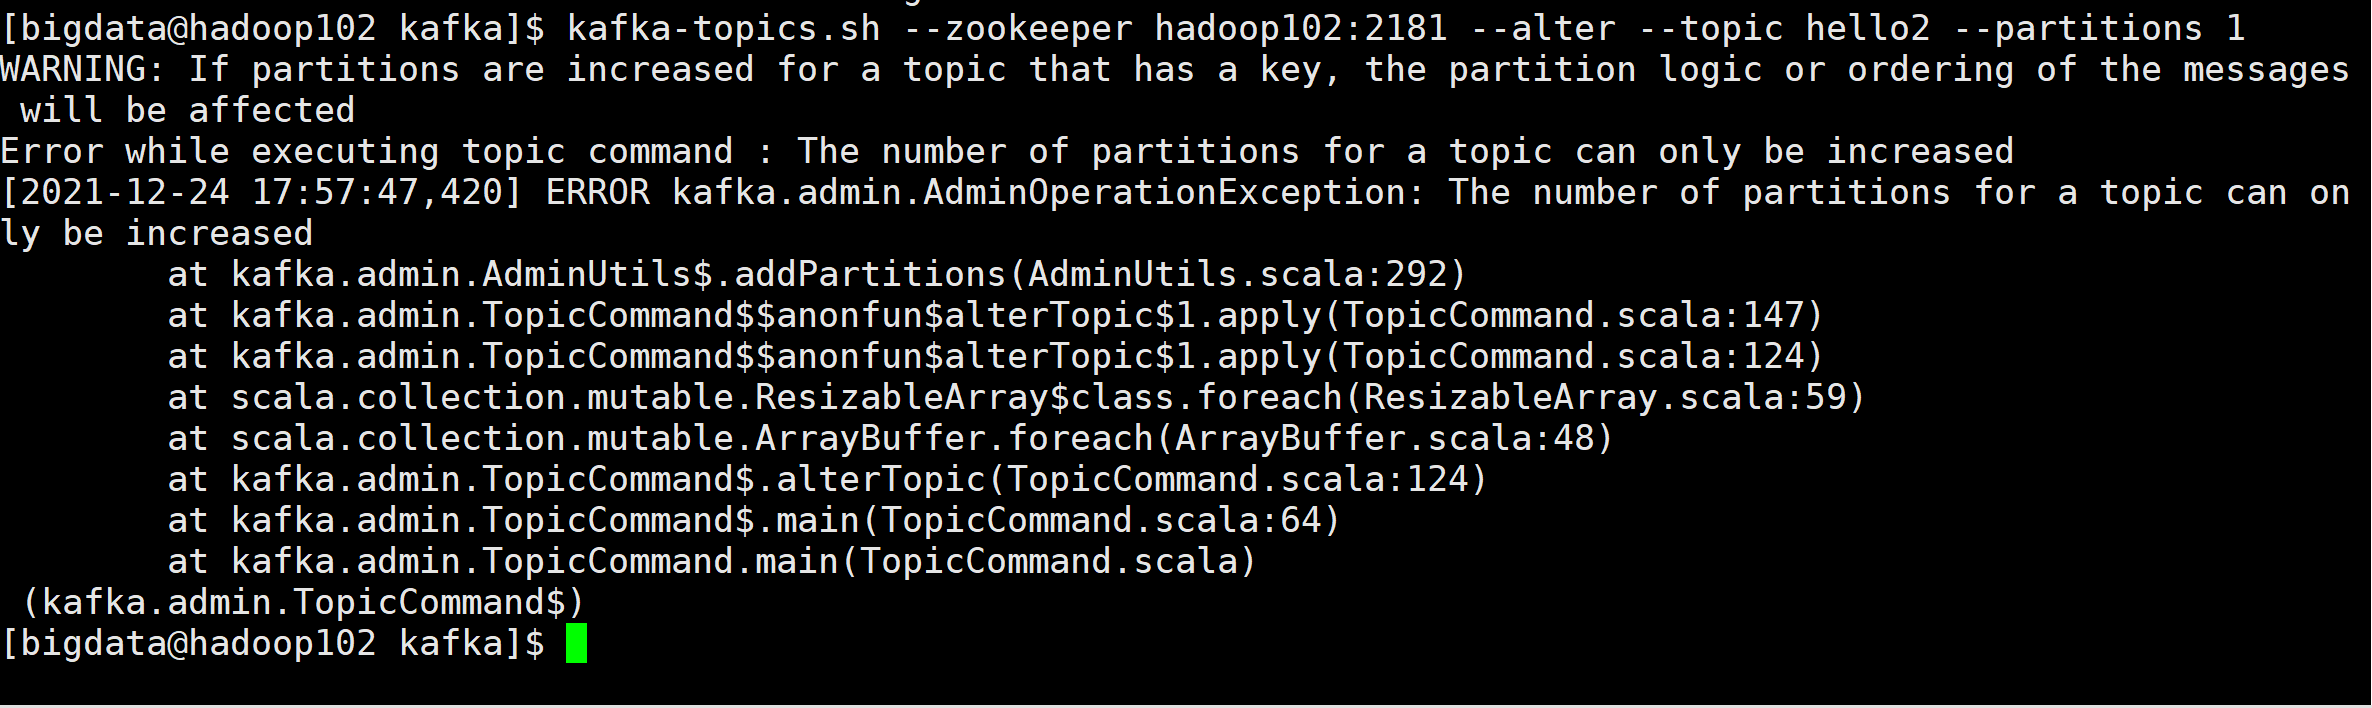 [bigdata@hadoop102 kafka]$ kafka-topics.sh --zookeeper hadoop102:2181 --alter --topic hello2 --partitions 1
WARNING: If partitions are increased for a topic that has a key, the partition logic or ordering of the messages
 will be affected
Error while executing topic command : The number of partitions for a topic can only be increased
[2021-12-24 17:57:47,420] ERROR kafka.admin.AdminOperationException: The number of partitions for a topic can on
ly be increased
        at kafka.admin.AdminUtils$.addPartitions(AdminUtils.scala:292)
        at kafka.admin.TopicCommand$$anonfun$alterTopic$1.apply(TopicCommand.scala:147)
        at kafka.admin.TopicCommand$$anonfun$alterTopic$1.apply(TopicCommand.scala:124)
        at scala.collection.mutable.ResizableArray$class.foreach(ResizableArray.scala:59)
        at scala.collection.mutable.ArrayBuffer.foreach(ArrayBuffer.scala:48)
        at kafka.admin.TopicCommand$.alterTopic(TopicCommand.scala:124)
        at kafka.admin.TopicCommand$.main(TopicCommand.scala:64)
        at kafka.admin.TopicCommand.main(TopicCommand.scala)
 (kafka.admin.TopicCommand$)
[bigdata@hadoop102 kafka]$